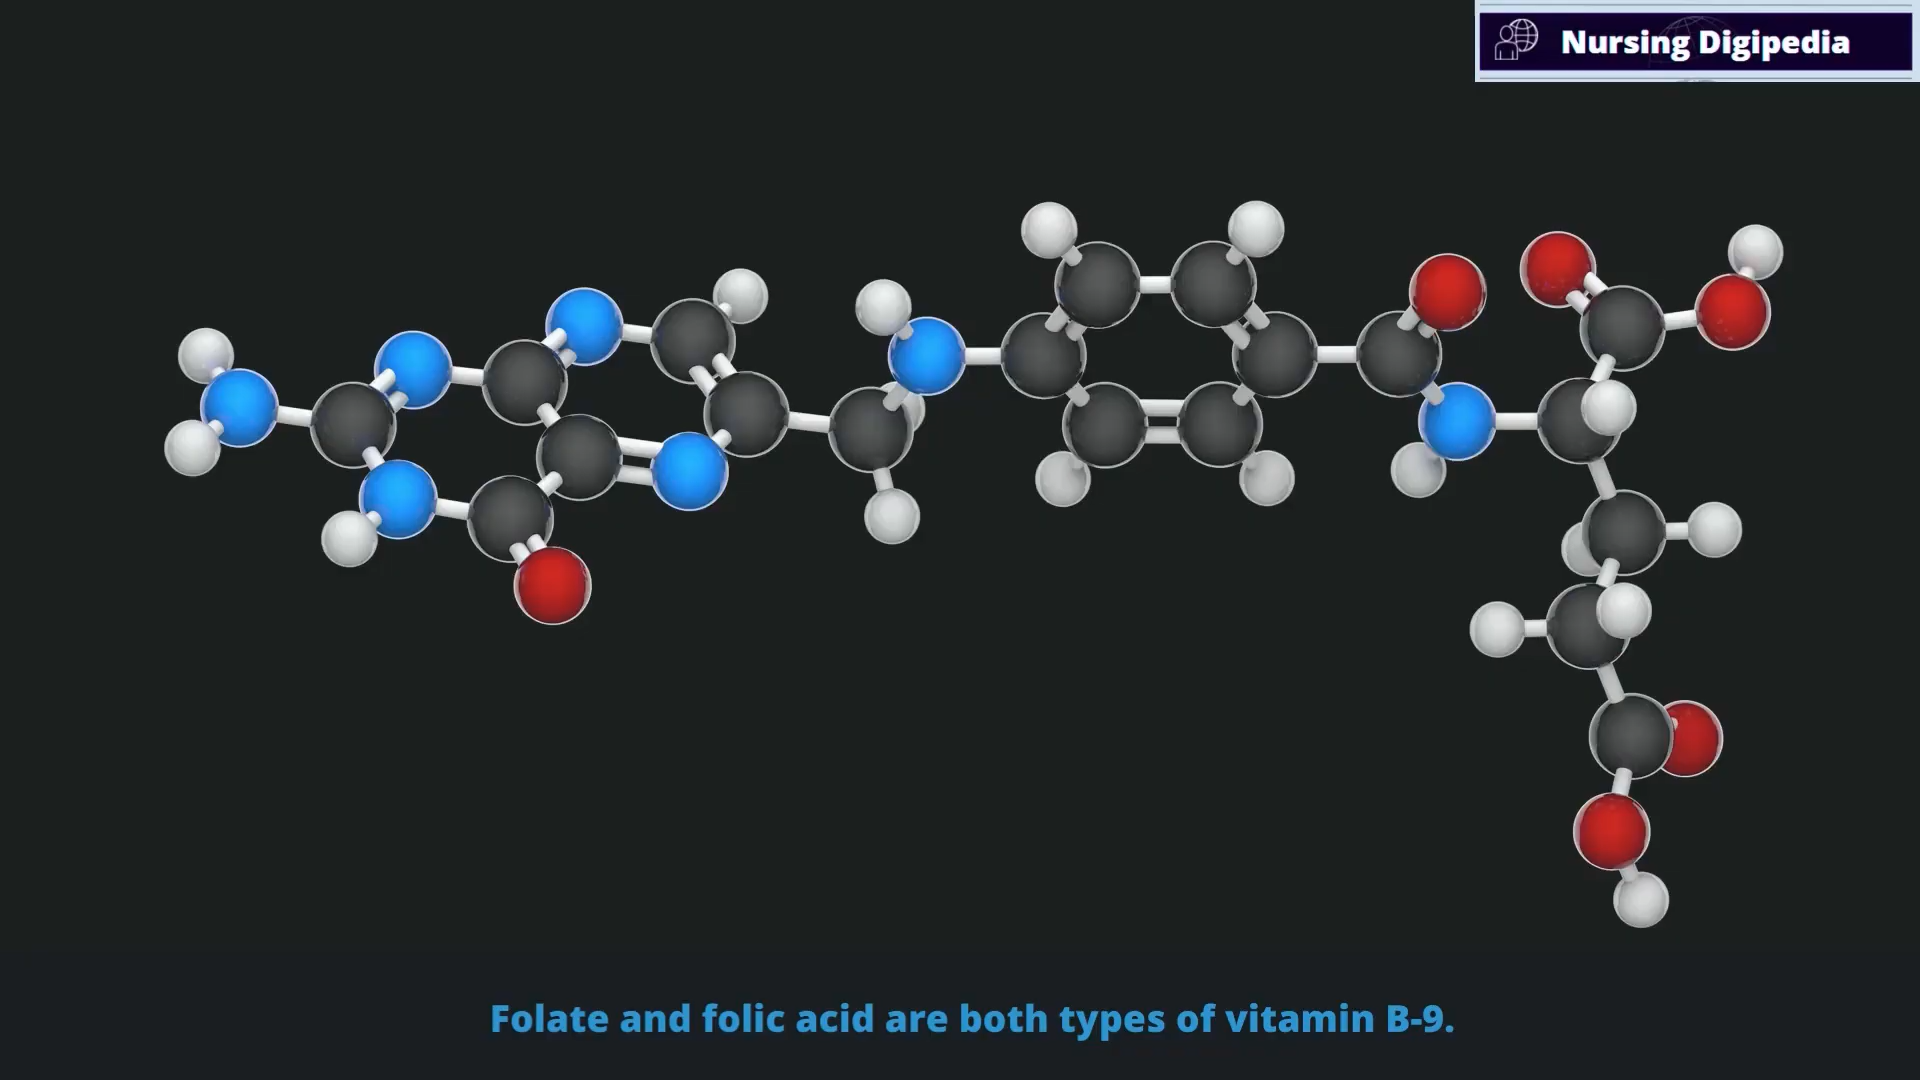 Nursing Digipedia
Folate and folic acid are both types of vitamin B-9.